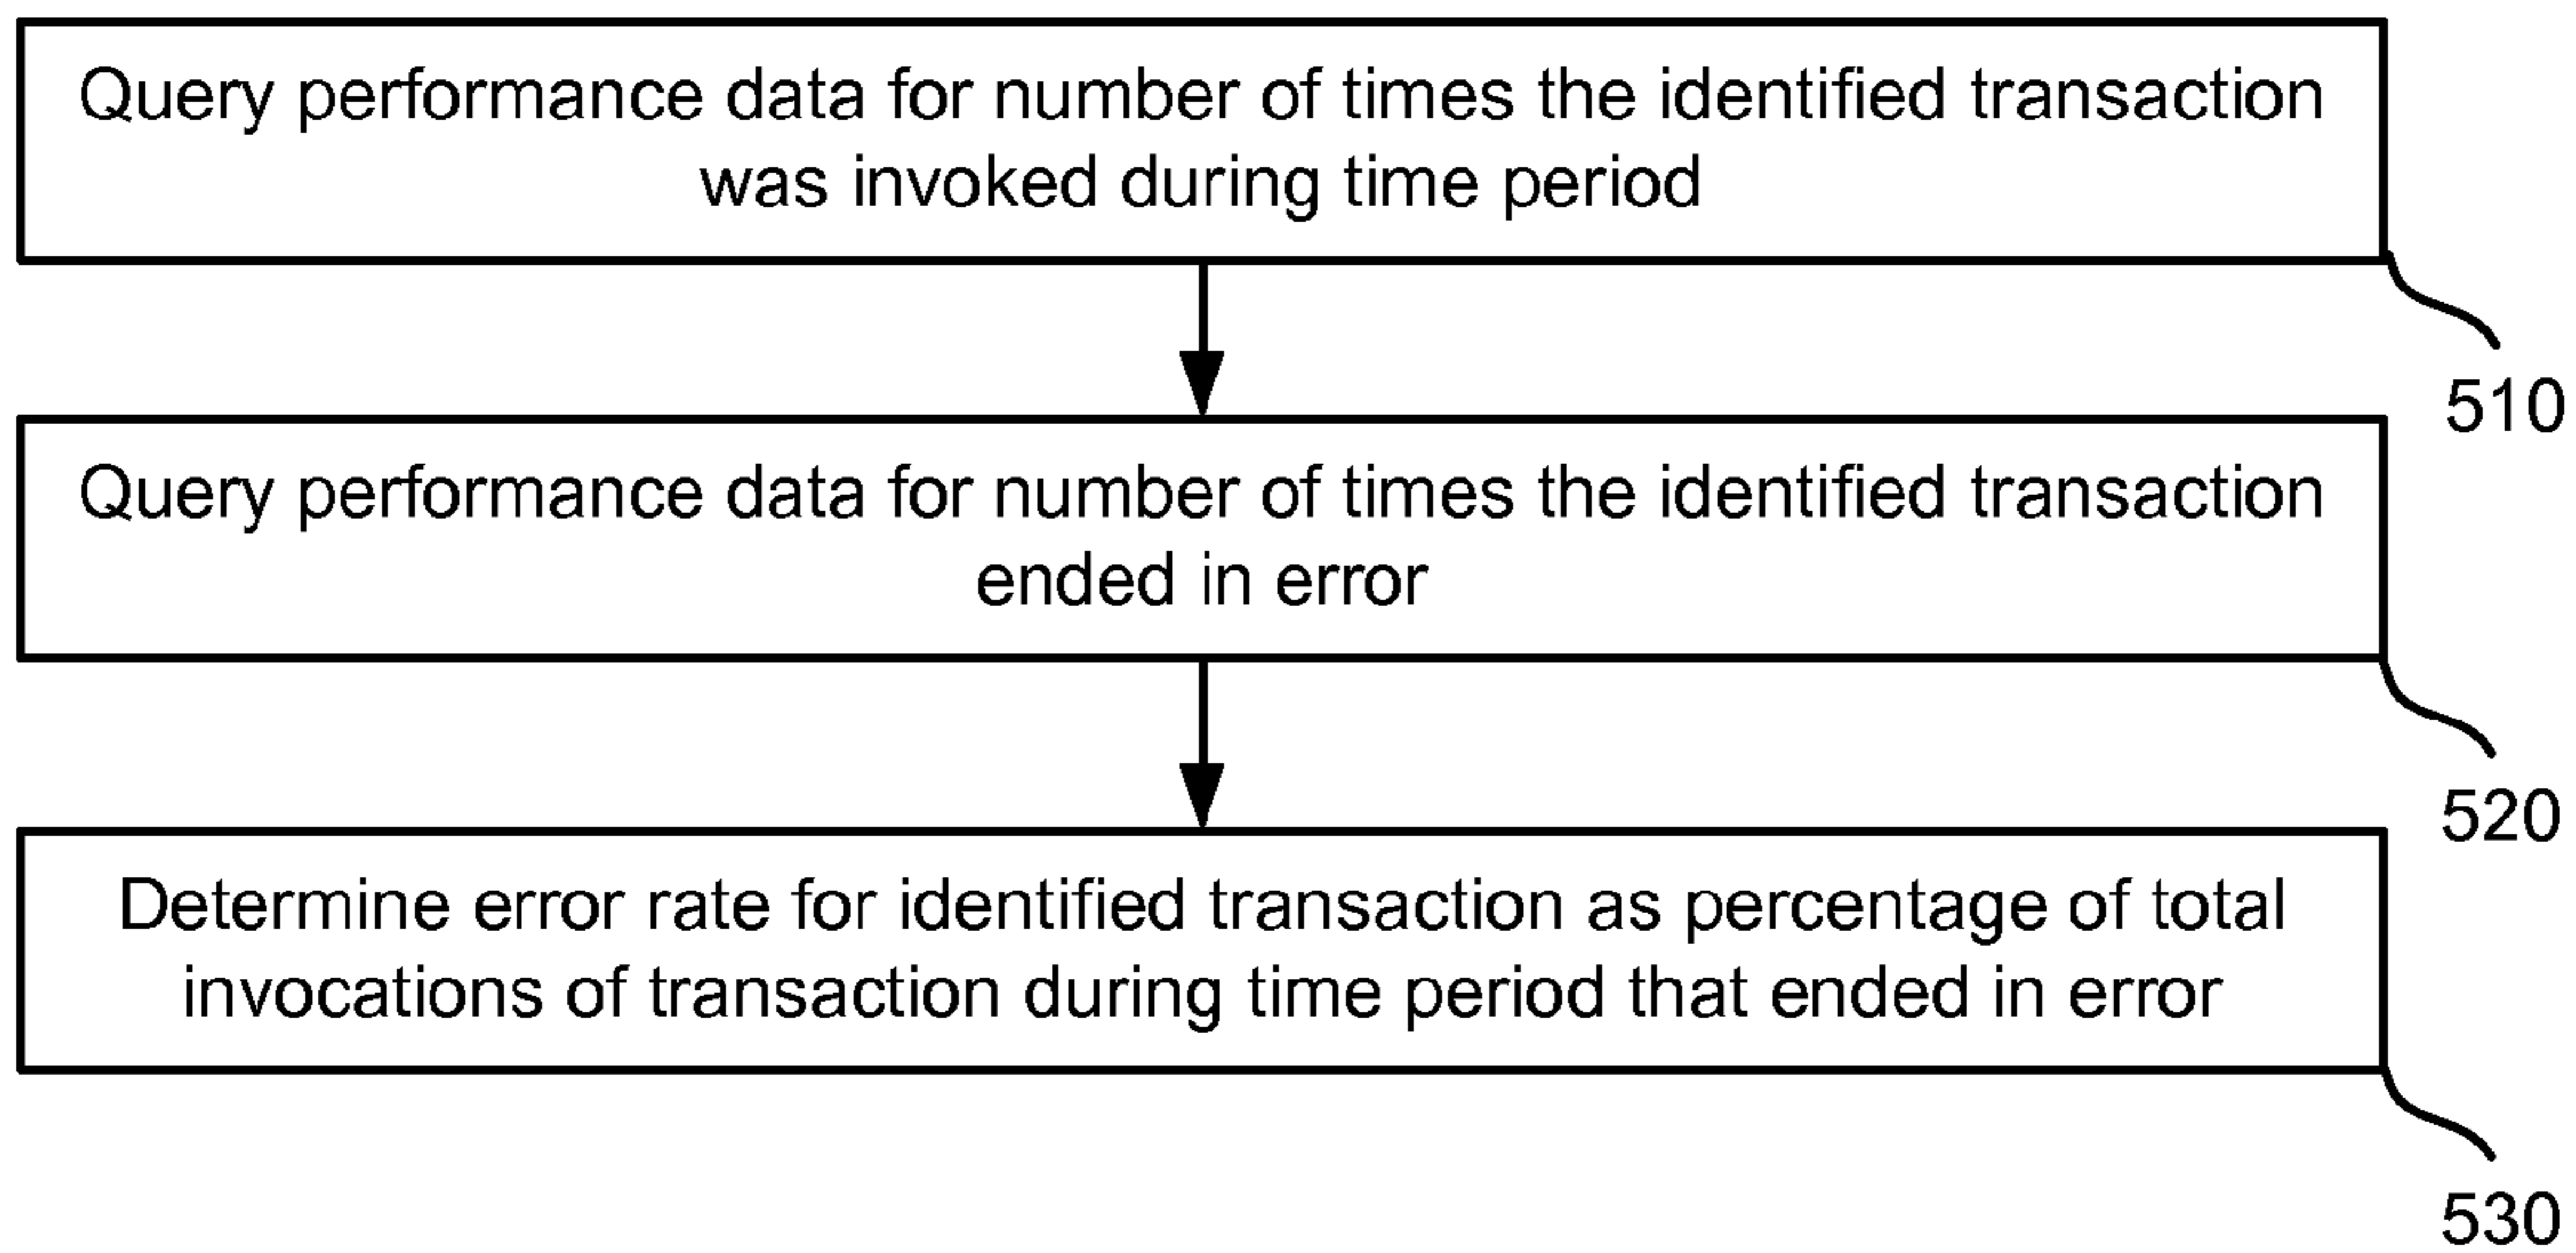 Query performance data for number of times the identified transaction
was invoked during time period
510
Query performance data for number of times the identified transaction
ended in error
520
Determine error rate for identified transaction as percentage of total
invocations of transaction during time period that ended in error
530